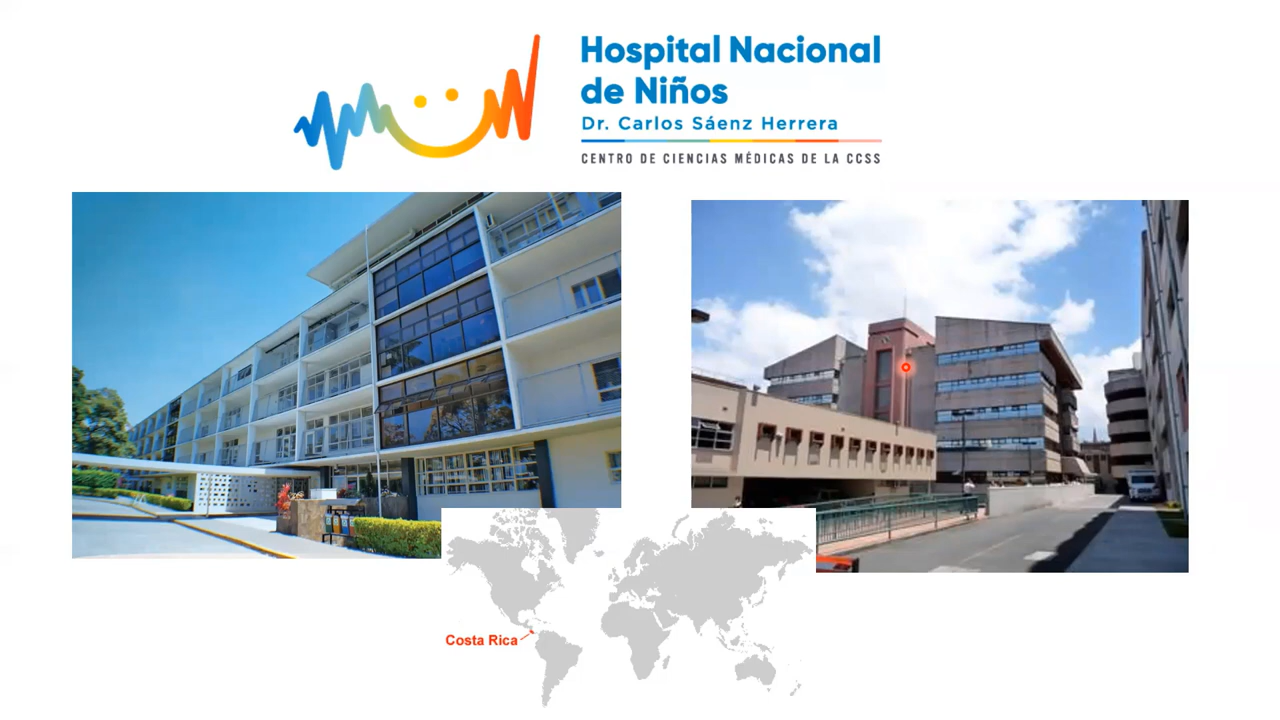 Hospital Nacional
de Niños
Dr. Carlos Sáenz Herrera
CENTRO DE CIENCIAS MÉDICAS DE LA CCSS
Costa Rica